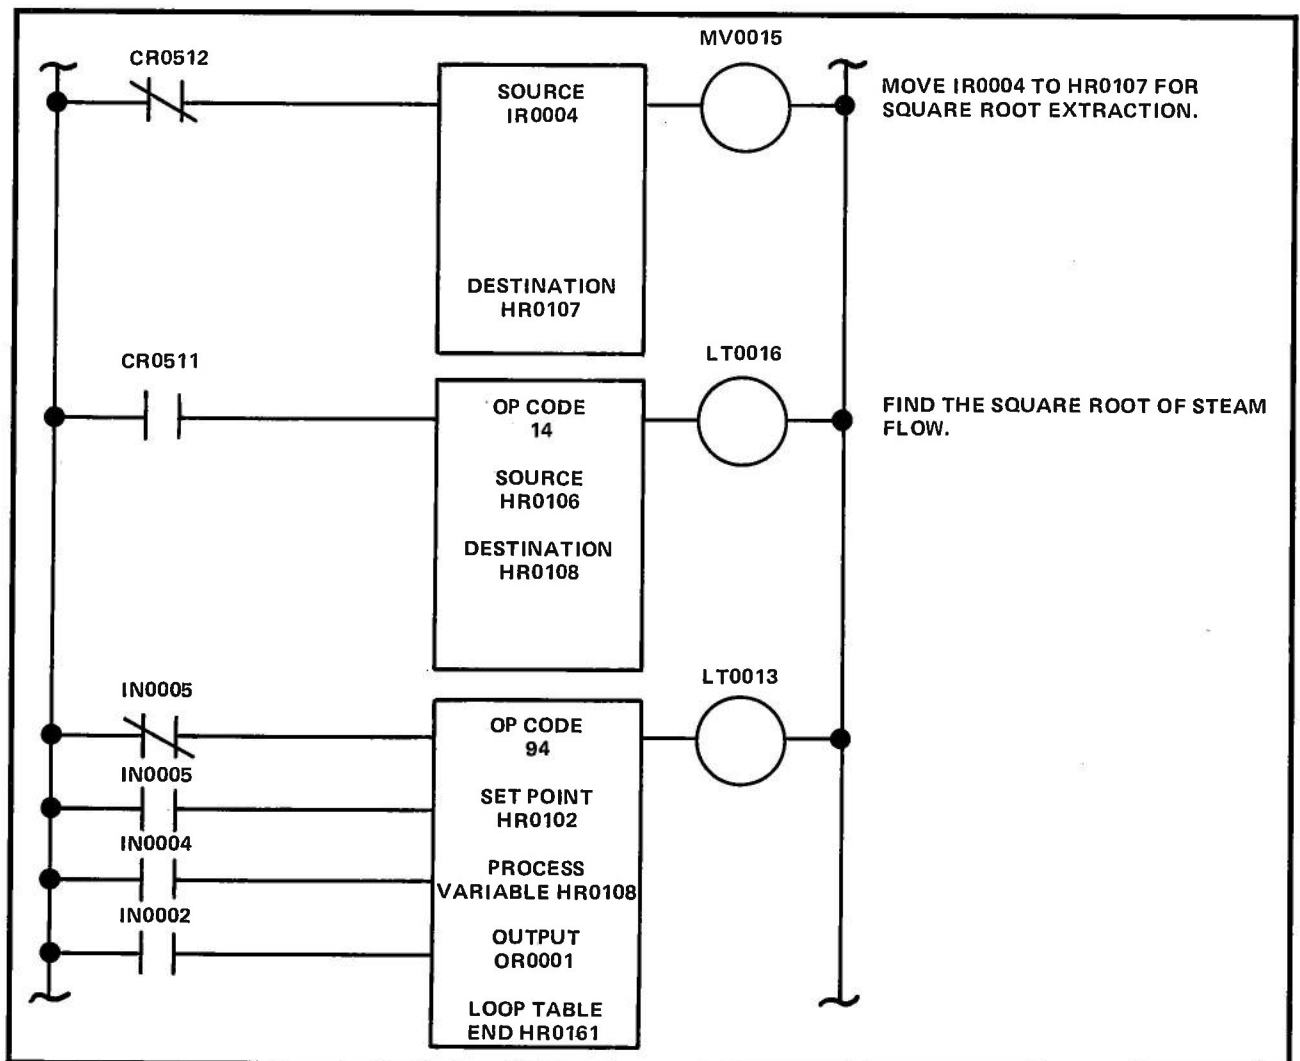 CR0512
SOURCE
IR0004
DESTINATION
HR0107
MV0015
MOVE IR0004 TO HR0107 FOR
SQUARE ROOT EXTRACTION.
CR0511
OP CODE
14
SOURCE
HR0106
DESTINATION
HR0108
LT0016
FIND THE SQUARE ROOT OF STEAM
FLOW.
IN0005
IN0005
IN0004
IN0002
OP CODE
94
SET POINT
HR0102
PROCESS
VARIABLE HR0108
OUTPUT
OR0001
LOOP TABLE
END HR0161
LT0013